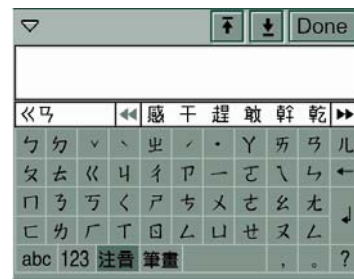 Done
ㄍㄢ 感 干 趕 敢 幹 乾
ㄅ ㄉ ˇ ˋ ㄓ ˊ ˙ ㄚ ㄞ ㄢ ㄦ
ㄆ ㄊ ㄍ ㄐ ㄔ ㄗ ㄧ ㄛ ㄟ ㄣ ←
ㄇ ㄋ ㄎ ㄑ ㄕ ㄘ ㄨ ㄜ ㄠ ㄤ
ㄈ ㄌ ㄏ ㄒ ㄖ ㄙ ㄩ ㄝ ㄡ ㄥ
abc 123 注音 筆畫 , 。 ?